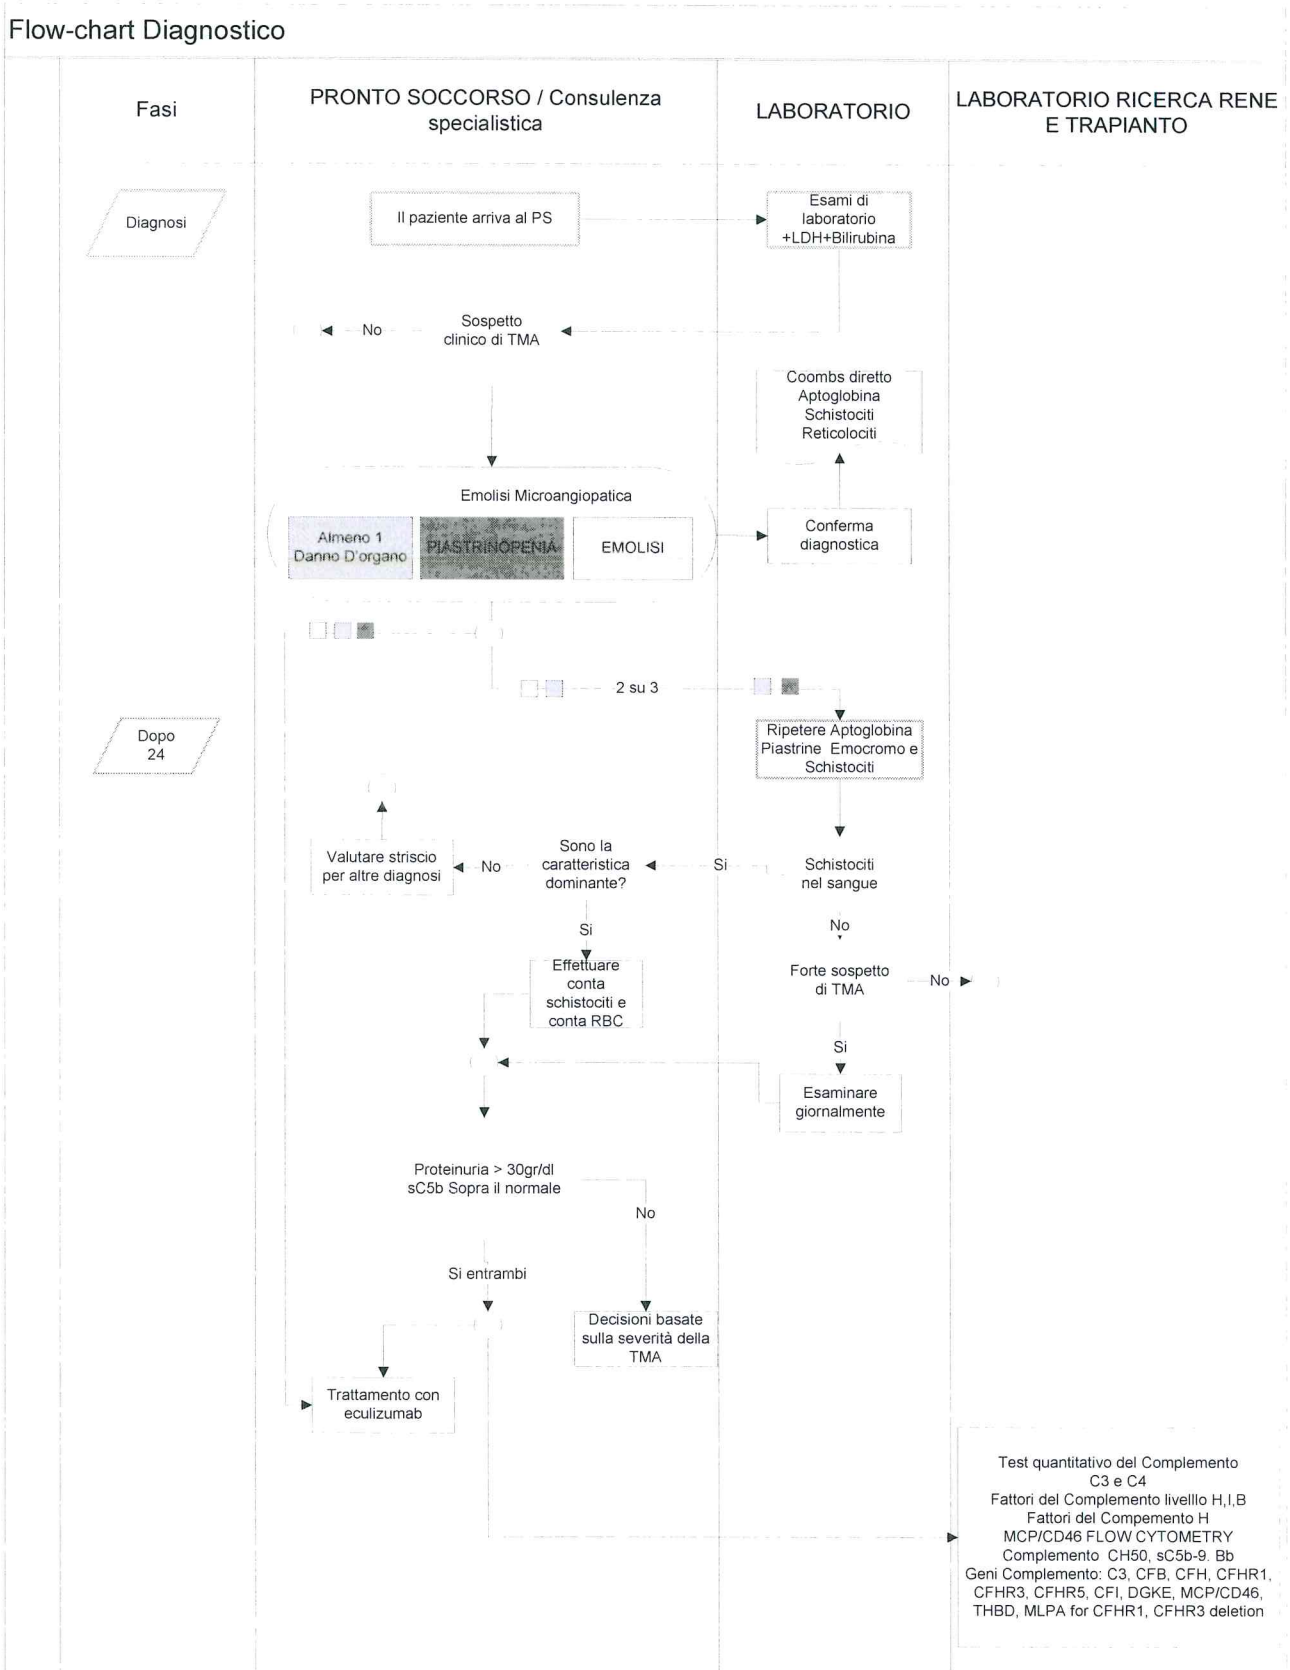 Flow-chart Diagnostico
Fasi
PRONTO SOCCORSO / Consulenza
specialistica
LABORATORIO
LABORATORIO RICERCA RENE
E TRAPIANTO
Diagnosi
Il paziente arriva al PS
Esami di
laboratorio
+LDH+Bilirubina
No
Sospetto
clinico di TMA
Coombs diretto
Aptoglobina
Schistociti
Reticolociti
Emolisi Microangiopatica
Almeno 1
Danno D'organo
PIASTRINOPENIA
EMOLISI
Conferma
diagnostica
2 su 3
Dopo
24
Ripetere Aptoglobina
Piastrine Emocromo e
Schistociti
Valutare striscio
per altre diagnosi
No
Sono la
caratteristica
dominante?
Si
Schistociti
nel sangue
Si
No
Effettuare
conta
schistociti e
conta RBC
Forte sospetto
di TMA
No
Si
Esaminare
giornalmente
Proteinuria > 30gr/dl
sC5b Sopra il normale
No
Si entrambi
Decisioni basate
sulla severità della
TMA
Trattamento con
eculizumab
Test quantitativo del Complemento
C3 e C4
Fattori del Complemento livelllo H,I,B
Fattori del Compemento H
MCP/CD46 FLOW CYTOMETRY
Complemento CH50, sC5b-9. Bb
Geni Complemento: C3, CFB, CFH, CFHR1,
CFHR3, CFHR5, CFI, DGKE, MCP/CD46,
THBD, MLPA for CFHR1, CFHR3 deletion